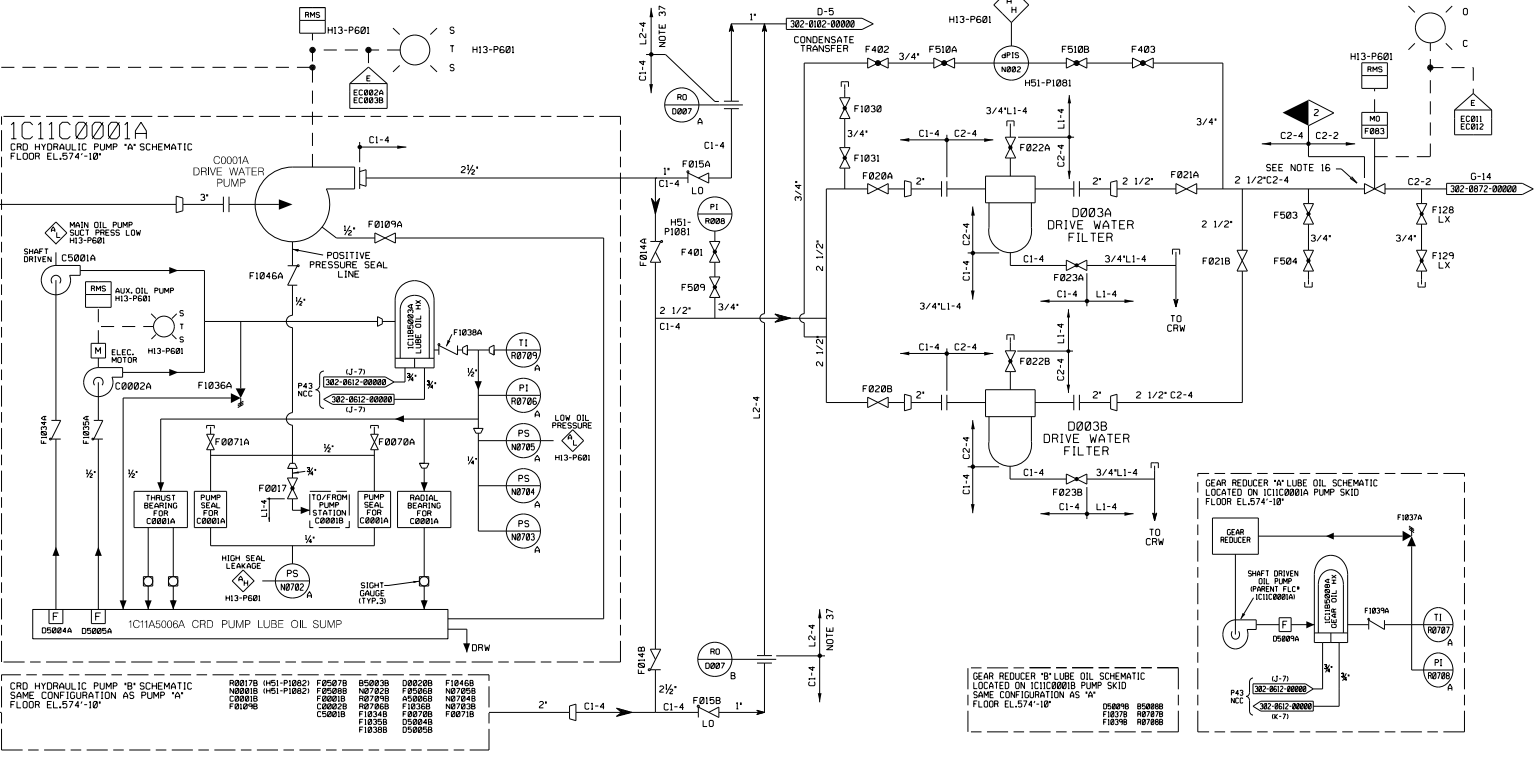 RMS
H13-P601
S
T
S
H13-P601
E
EC002A
EC003B
L2-4
C1-4
NOTE 37
1"
D-5
302-0102-00000
CONDENSATE
TRANSFER
RO
D007
A
C1-4
H
H
H13-P601
dPIS
N002
H51-P1081
F402
3/4"
F510A
F510B
F403
H13-P601
RMS
MO
F083
O
C
E
EC011
EC012
2
C2-4
C2-2
SEE NOTE 16
G-14
302-0872-00000
C2-2
F128
LX
F129
LX
F503
3/4"
F504
3/4"
1C11C0001A
CRD HYDRAULIC PUMP "A" SCHEMATIC
FLOOR EL.574'-10"
C0001A
DRIVE WATER
PUMP
C1-4
2½"
3"
1"
C1-4
F015A
LO
F014A
H51-
P1081
PI
R008
F401
F509
3/4"
2 1/2"
C1-4
3/4"
2 1/2"
2 1/2"
F1030
3/4"
F1031
F020A
2"
C1-4
C2-4
3/4"L1-4
F022A
L1-4
C2-4
2"
2 1/2"
F021A
2 1/2"C2-4
2 1/2"
F021B
D003A
DRIVE WATER
FILTER
C2-4
C1-4
C1-4
F023A
3/4"L1-4
C1-4
L1-4
TO
CRW
3/4"L1-4
C1-4
C2-4
F022B
L1-4
C2-4
F020B
2"
2"
2 1/2" C2-4
D003B
DRIVE WATER
FILTER
C2-4
C1-4
C1-4
F023B
3/4"L1-4
C1-4
L1-4
TO
CRW
MAIN OIL PUMP
SUCT PRESS LOW
H13-P601
A
L
SHAFT
DRIVEN
C5001A
RMS
AUX. OIL PUMP
H13-P601
S
T
S
H13-P601
M
ELEC.
MOTOR
C0002A
F1034A
F1035A
½"
½"
F1036A
F1046A
½"
½"
F0109A
POSITIVE
PRESSURE SEAL
LINE
1C11B5003A
LUBE OIL HX
F1038A
P43
NCC
(J-7)
302-0612-00000
302-0612-00000
(J-7)
¾"
¾"
½"
¼"
TI
R0709
A
PI
R0706
A
PS
N0705
A
PS
N0704
A
PS
N0703
A
LOW OIL
PRESSURE
A
L
H13-P601
F0071A
½"
F0070A
¾"
F0017
L1-4
THRUST
BEARING
FOR
C0001A
PUMP
SEAL
FOR
C0001A
TO/FROM
PUMP
STATION
C0001B
PUMP
SEAL
FOR
C0001A
RADIAL
BEARING
FOR
C0001A
¼"
HIGH SEAL
LEAKAGE
A
H
H13-P601
PS
N0702
A
SIGHT
GAUGE
(TYP.3)
F
D5004A
F
D5005A
1C11A5006A CRD PUMP LUBE OIL SUMP
DRW
CRD HYDRAULIC PUMP "B" SCHEMATIC
SAME CONFIGURATION AS PUMP "A"
FLOOR EL.574'-10"
R0017B (H51-P1082) F0507B B5003B D0020B F1046B
N0001B (H51-P1082) F0508B N0702B F0506B N0705B
C0001B F0001B R0709B A5006B N0704B
F0109B C0002B R0706B F1036B N0703B
C5001B F1034B F0070B F0071B
F1035B D5004B
F1038B D5005B
2"
C1-4
F014B
2½"
C1-4
F015B
LO
1"
L2-4
RO
D007
B
L2-4
C1-4
NOTE 37
GEAR REDUCER "B" LUBE OIL SCHEMATIC
LOCATED ON 1C11C0001B PUMP SKID
SAME CONFIGURATION AS "A"
FLOOR EL.574'-10"
D5009B B5008B
F1037B R0707B
F1039B R0708B
GEAR REDUCER "A" LUBE OIL SCHEMATIC
LOCATED ON 1C11C0001A PUMP SKID
FLOOR EL.574'-10"
GEAR
REDUCER
F1037A
SHAFT DRIVEN
OIL PUMP
(PARENT FLC#
1C11C0001A)
F
D5009A
1C11B5008A
GEAR OIL HX
F1039A
TI
R0707
A
PI
R0708
A
¾"
¾"
P43
NCC
(J-7)
302-0612-00000
302-0612-00000
(K-7)